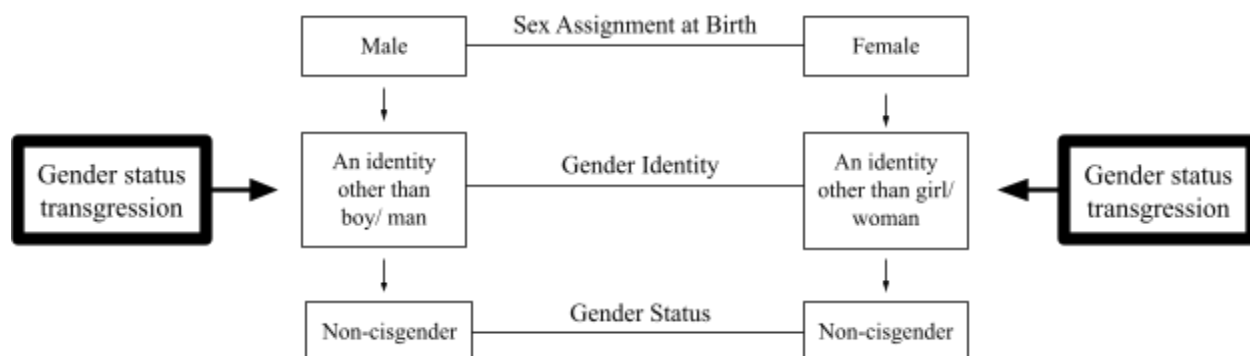 Male
Sex Assignment at Birth
Female
Gender status
transgression
An identity
other than
boy/ man
Gender Identity
An identity
other than girl/
woman
Gender status
transgression
Non-cisgender
Gender Status
Non-cisgender